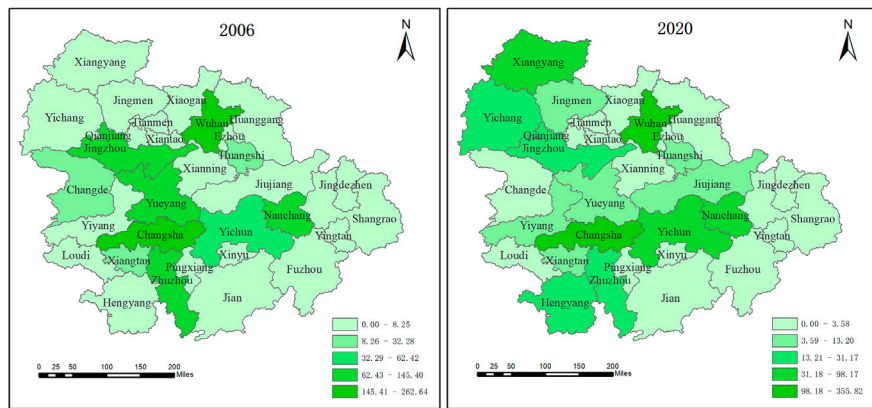 2006
N
Xiangyang
Yichang
Jingmen
Xiaogan
Tianmen
Wuhan
Huanggang
Qianjiang
Xiantao
Ezhou
Jingzhou
Huangshi
Changde
Xianning
Yueyang
Jiujiang
Jingdezhen
Yiyang
Changsha
Yichun
Nanchang
Shangrao
Yingtan
Loudi
Xiangtan
Pingxiang
Xinyu
Zhuzhou
Fuzhou
Hengyang
Jian
0.00 - 8.25
8.26 - 32.28
32.29 - 62.42
62.43 - 145.40
145.41 - 262.64
0 25 50 100 150 200
Miles
2020
N
Xiangyang
Yichang
Jingmen
Xiaogan
Tianmen
Wuhan
Huanggang
Qianjiang
Xiantao
Ezhou
Jingzhou
Huangshi
Changde
Xianning
Yueyang
Jiujiang
Jingdezhen
Yiyang
Changsha
Yichun
Nanchang
Shangrao
Yingtan
Loudi
Xiangtan
Pingxiang
Xinyu
Zhuzhou
Fuzhou
Hengyang
Jian
0.00 - 3.58
3.59 - 13.20
13.21 - 31.17
31.18 - 98.17
98.18 - 355.82
0 25 50 100 150 200
Miles